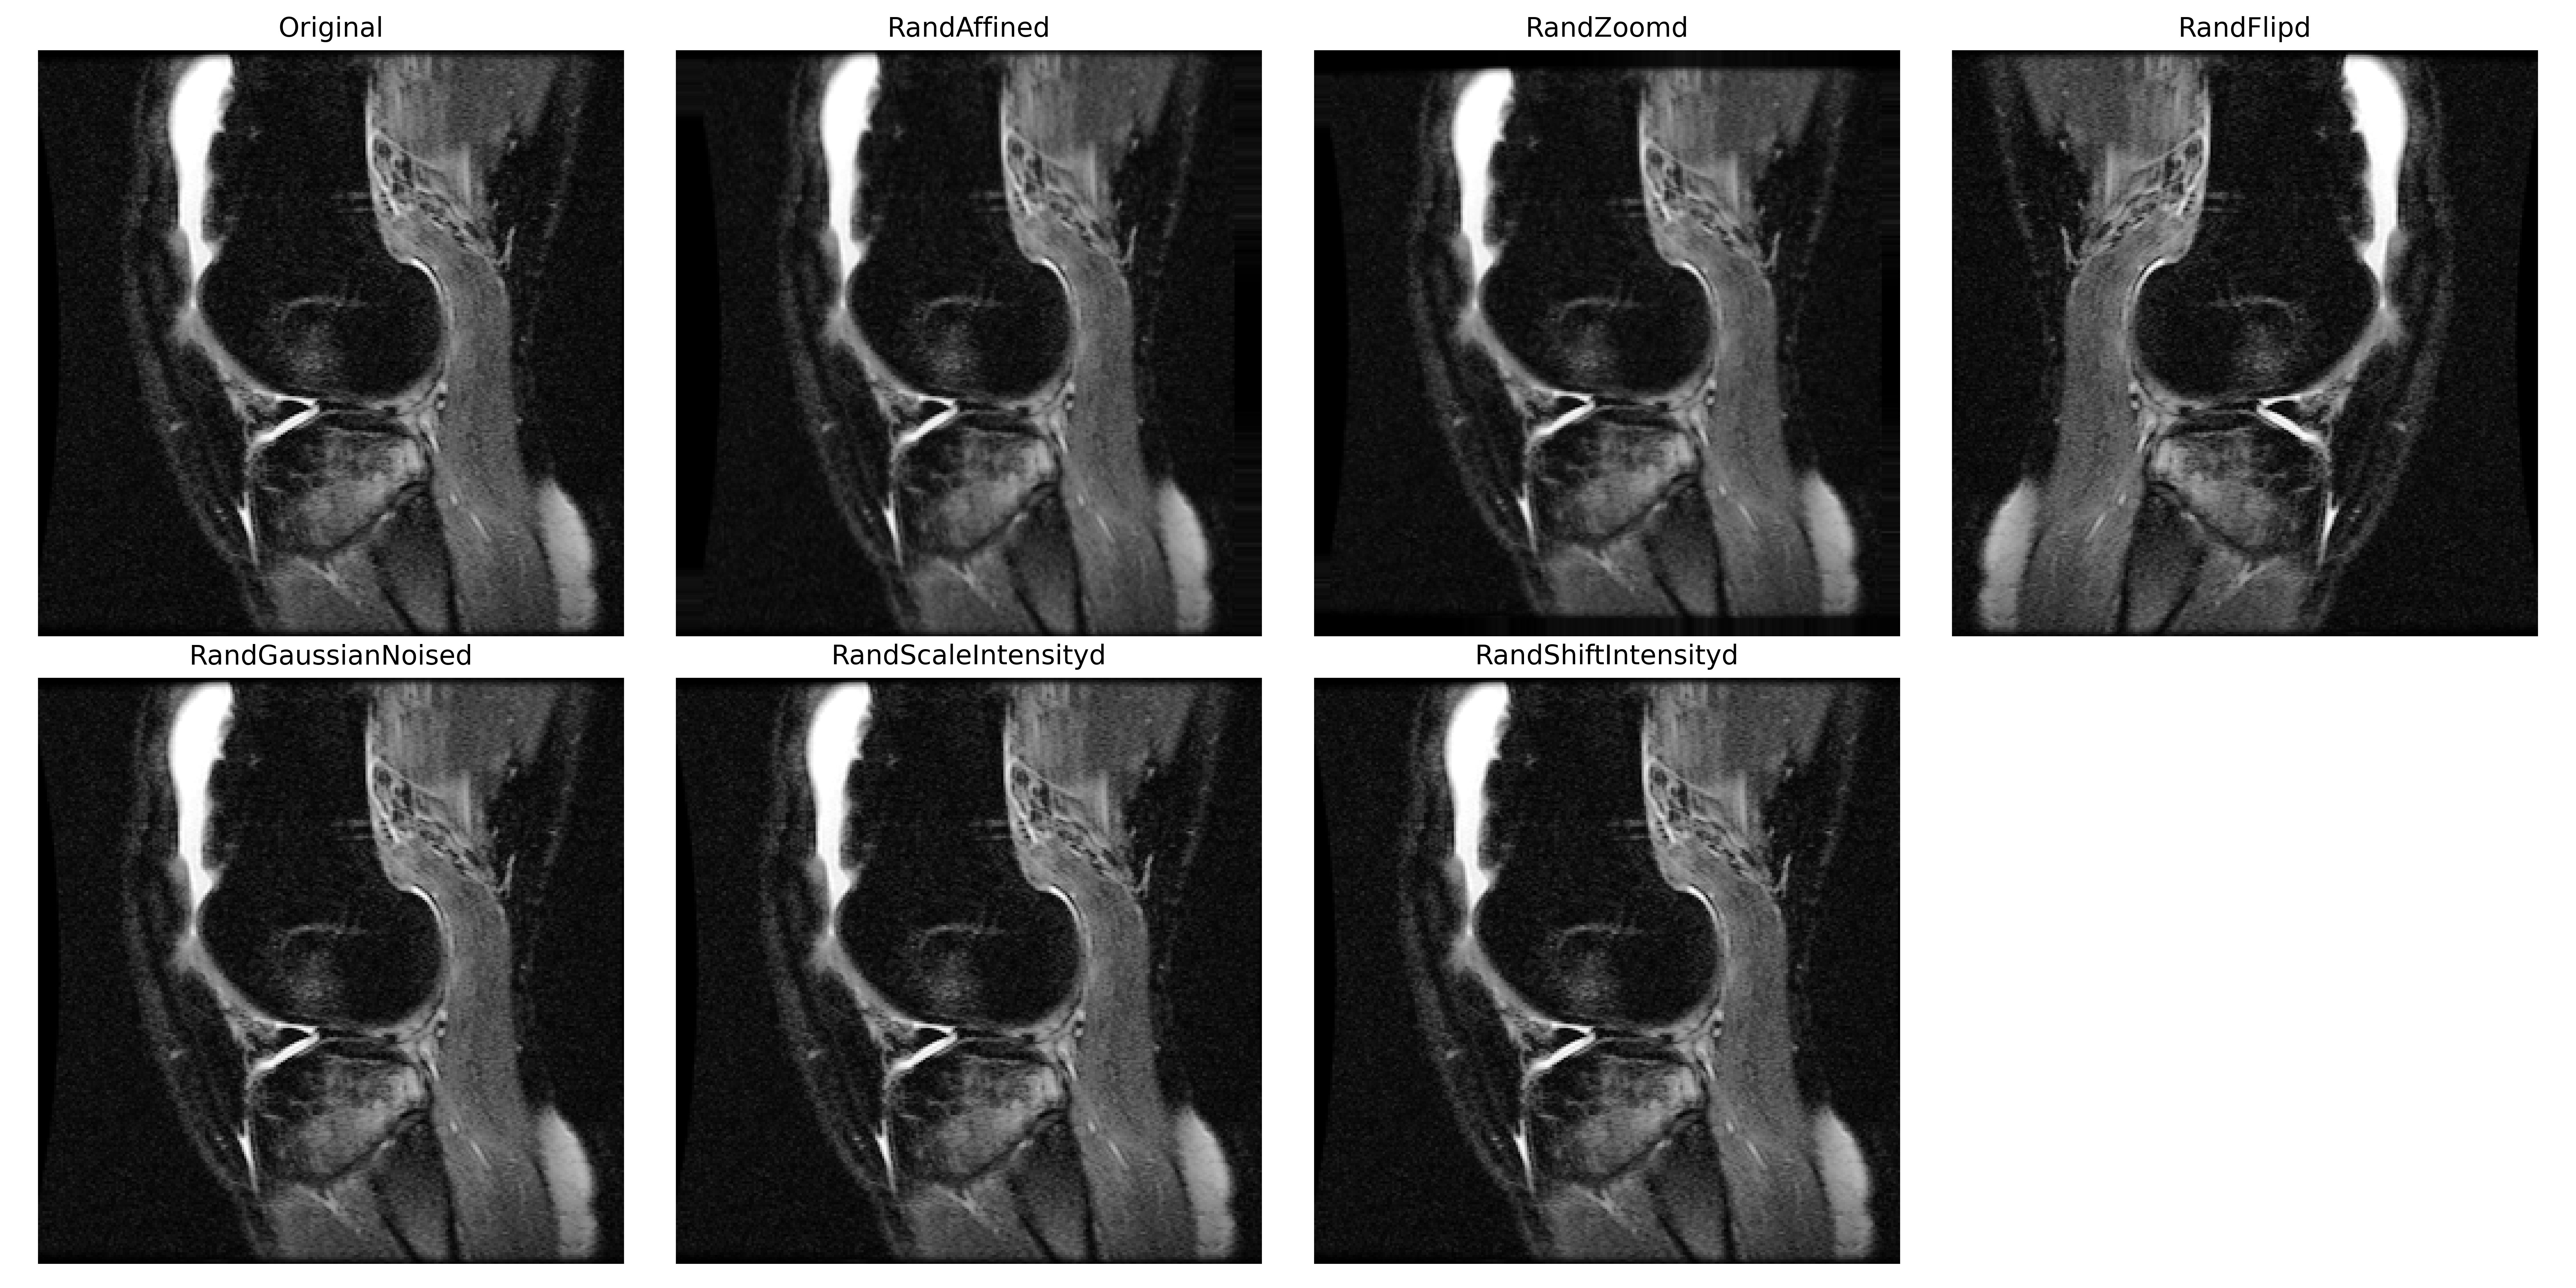 Original
RandAffined
RandZoomd
RandFlipd
RandGaussianNoised
RandScaleIntensityd
RandShiftIntensityd